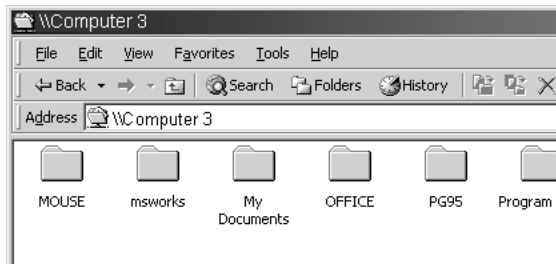 \\Computer 3
File Edit View Favorites Tools Help
Back Search Folders History
Address \\Computer 3
MOUSE msworks My Documents OFFICE PG95 Program